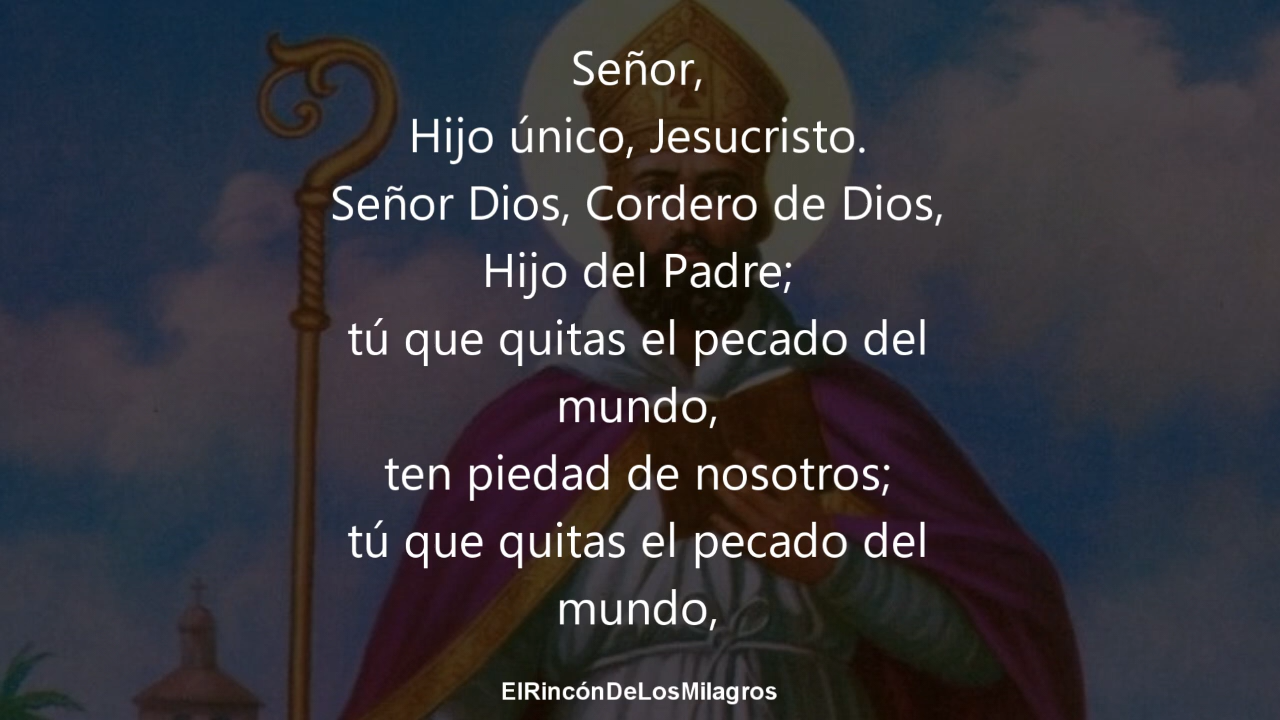 Señor,
Hijo único, Jesucristo.
Señor Dios, Cordero de Dios,
Hijo del Padre;
tú que quitas el pecado del
mundo,
ten piedad de nosotros;
tú que quitas el pecado del
mundo,
ElRincónDeLosMilagros